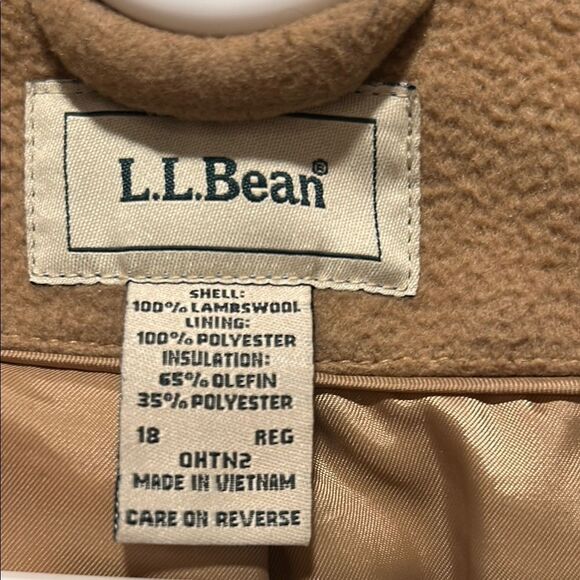 L.L.Bean®
SHELL:
100% LAMBSWOOL
LINING:
100% POLYESTER
INSULATION:
65% OLEFIN
35% POLYESTER
18 REG
OHTN2
MADE IN VIETNAM
CARE ON REVERSE